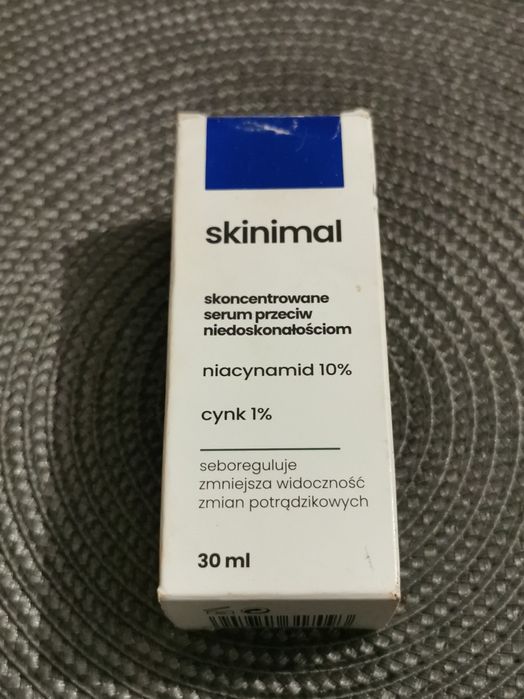 skinimal
skoncentrowane
serum przeciw
niedoskonałościom
niacynamid 10%
cynk 1%
seboreguluje
zmniejsza widoczność
zmian potrądzikowych
30 ml